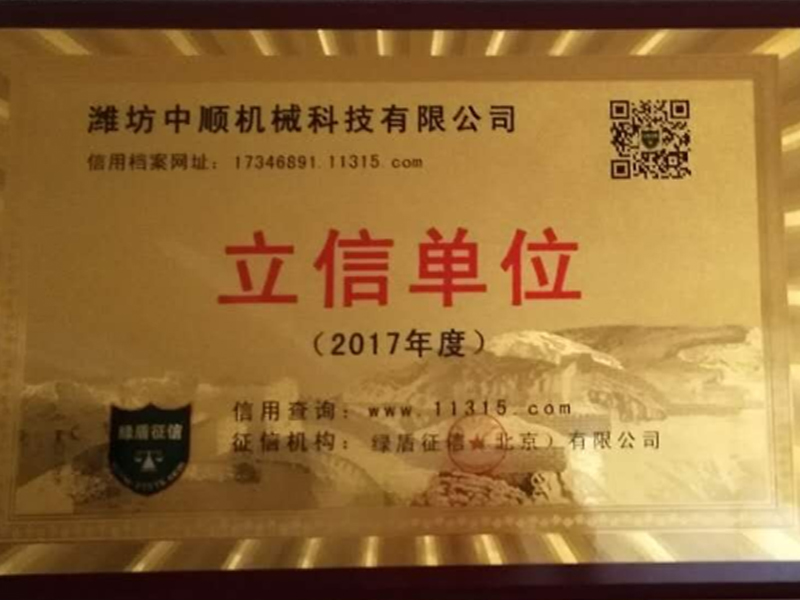 潍坊中顺机械科技有限公司
信用档案网址：17346891.11315.com
立信单位
（2017年度）
信用查询：www.11315.com
征信机构：绿盾征信（北京）有限公司
绿盾征信